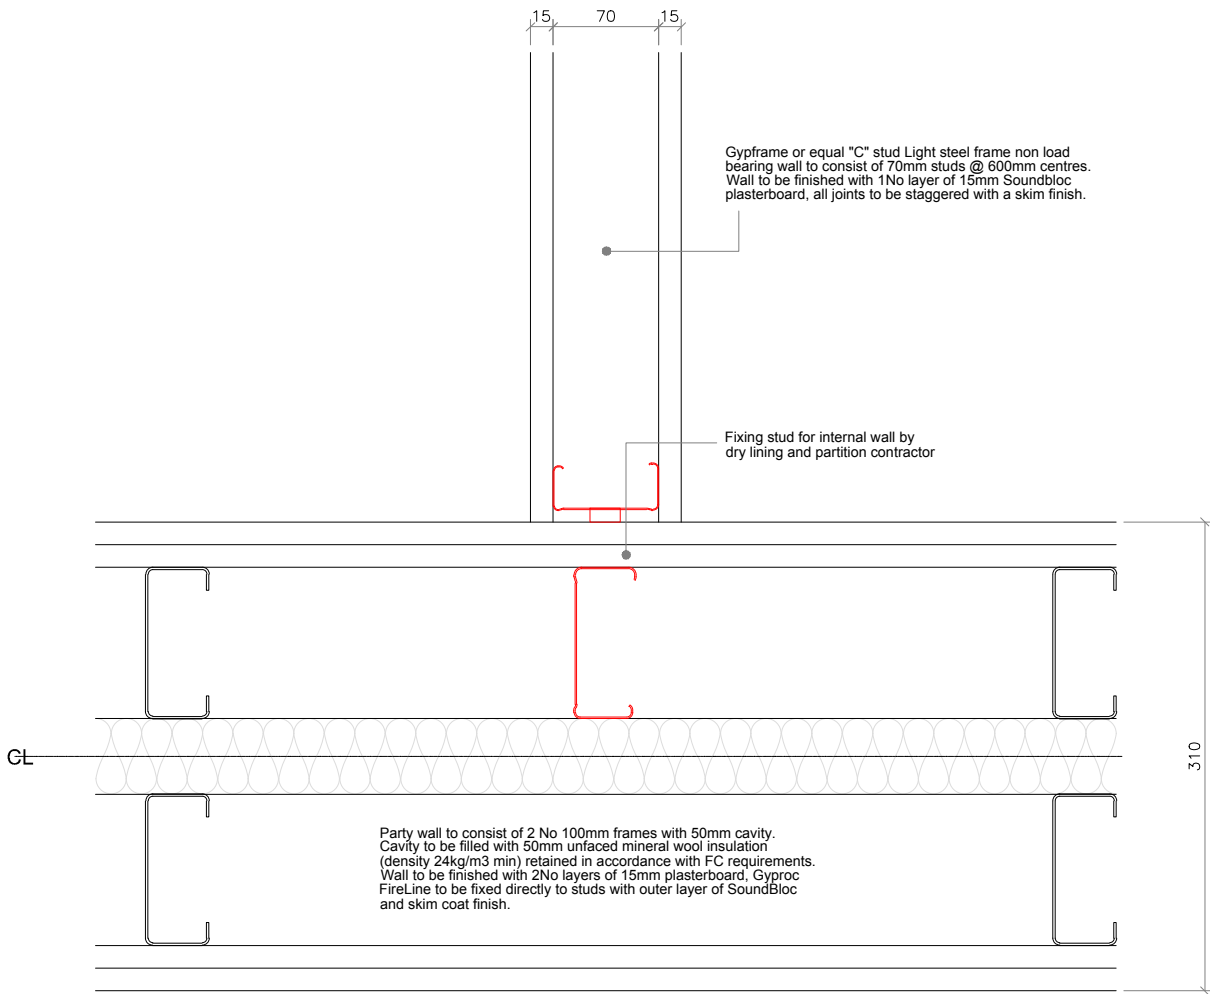 15 70 15
Gypframe or equal "C" stud Light steel frame non load
bearing wall to consist of 70mm studs @ 600mm centres.
Wall to be finished with 1No layer of 15mm Soundbloc
plasterboard, all joints to be staggered with a skim finish.
Fixing stud for internal wall by
dry lining and partition contractor
CL
310
Party wall to consist of 2 No 100mm frames with 50mm cavity.
Cavity to be filled with 50mm unfaced mineral wool insulation
(density 24kg/m3 min) retained in accordance with FC requirements.
Wall to be finished with 2No layers of 15mm plasterboard, Gyproc
FireLine to be fixed directly to studs with outer layer of SoundBloc
and skim coat finish.